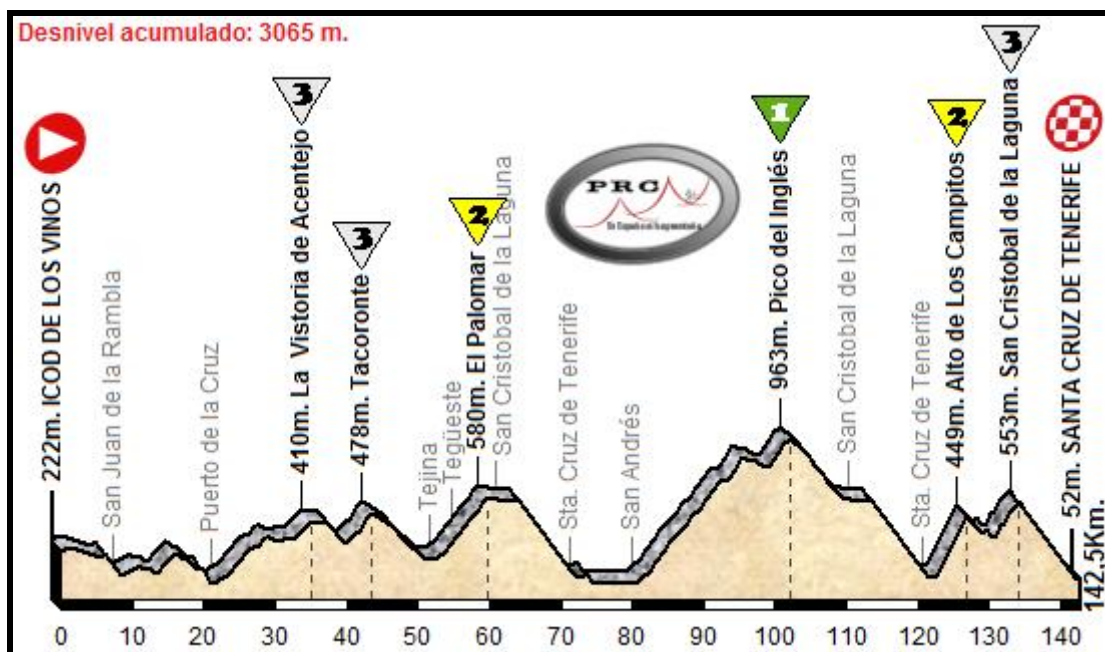 Desnivel acumulado: 3065 m.
222m. ICOD DE LOS VINOS
San Juan de la Rambla
Puerto de la Cruz
3
410m. La Vistoria de Acentejo
3
478m. Tacoronte
Tejina
Tegüeste
2
580m. El Palomar
San Cristobal de la Laguna
Sta. Cruz de Tenerife
San Andrés
PRC
1
963m. Pico del Inglés
San Cristobal de la Laguna
Sta. Cruz de Tenerife
2
449m. Alto de Los Campitos
3
553m. San Cristobal de la Laguna
52m. SANTA CRUZ DE TENERIFE
142,5Km.
0 10 20 30 40 50 60 70 80 90 100 110 120 130 140